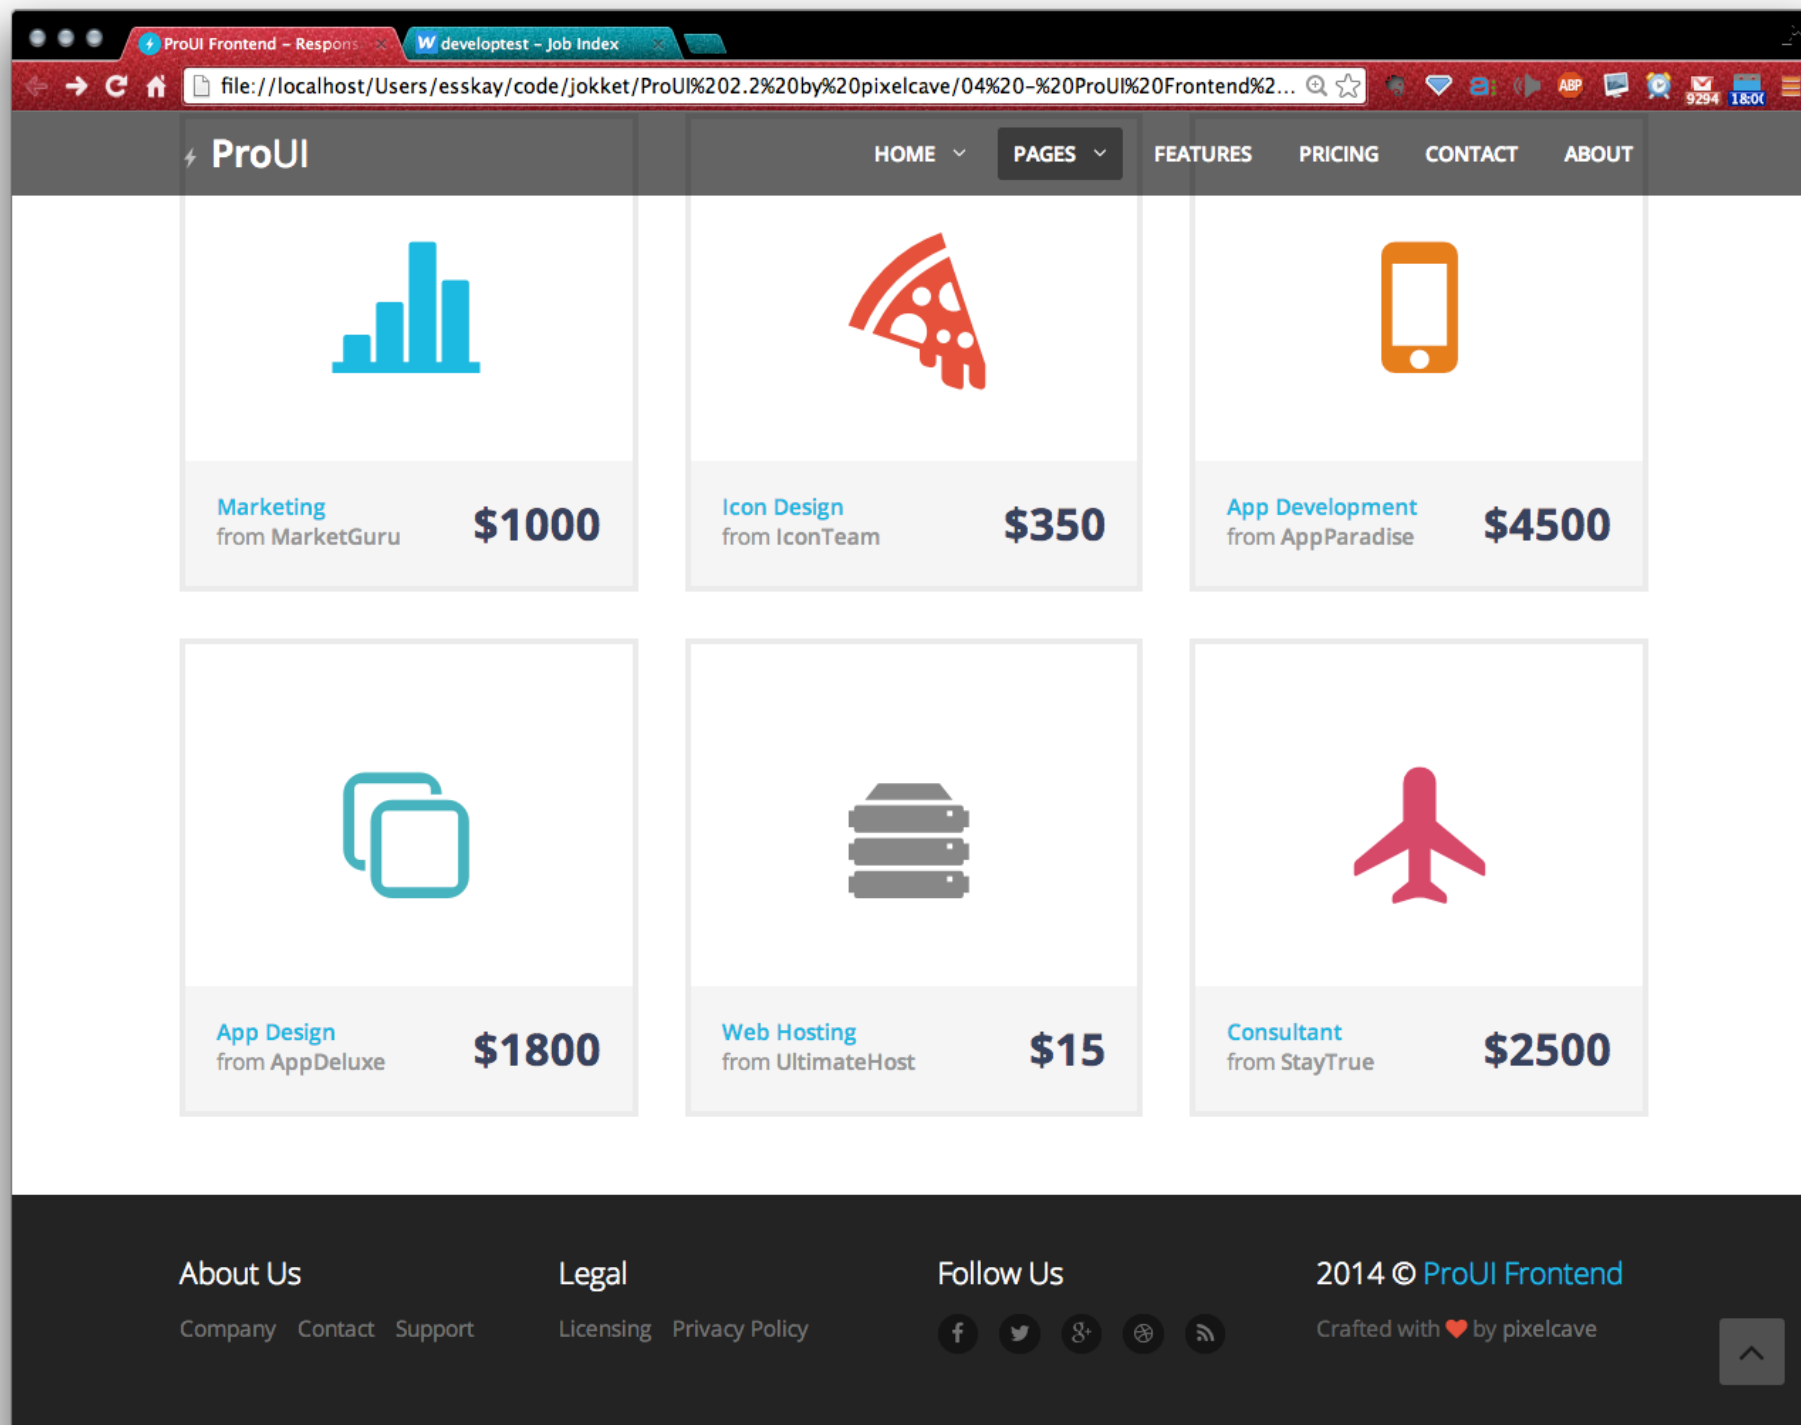 ProUI Frontend – Respons
W developtest – Job Index
file://localhost/Users/esskay/code/jokket/ProUI%202.2%20by%20pixelcave/04%20-%20ProUI%20Frontend%2...
a
ABP
9294
18:0
ProUI
HOME
PAGES
FEATURES
PRICING
CONTACT
ABOUT
Marketing
from MarketGuru
$1000
Icon Design
from IconTeam
$350
App Development
from AppParadise
$4500
App Design
from AppDeluxe
$1800
Web Hosting
from UltimateHost
$15
Consultant
from StayTrue
$2500
About Us
Company Contact Support
Legal
Licensing Privacy Policy
Follow Us
2014 © ProUI Frontend
Crafted with ❤ by pixelcave